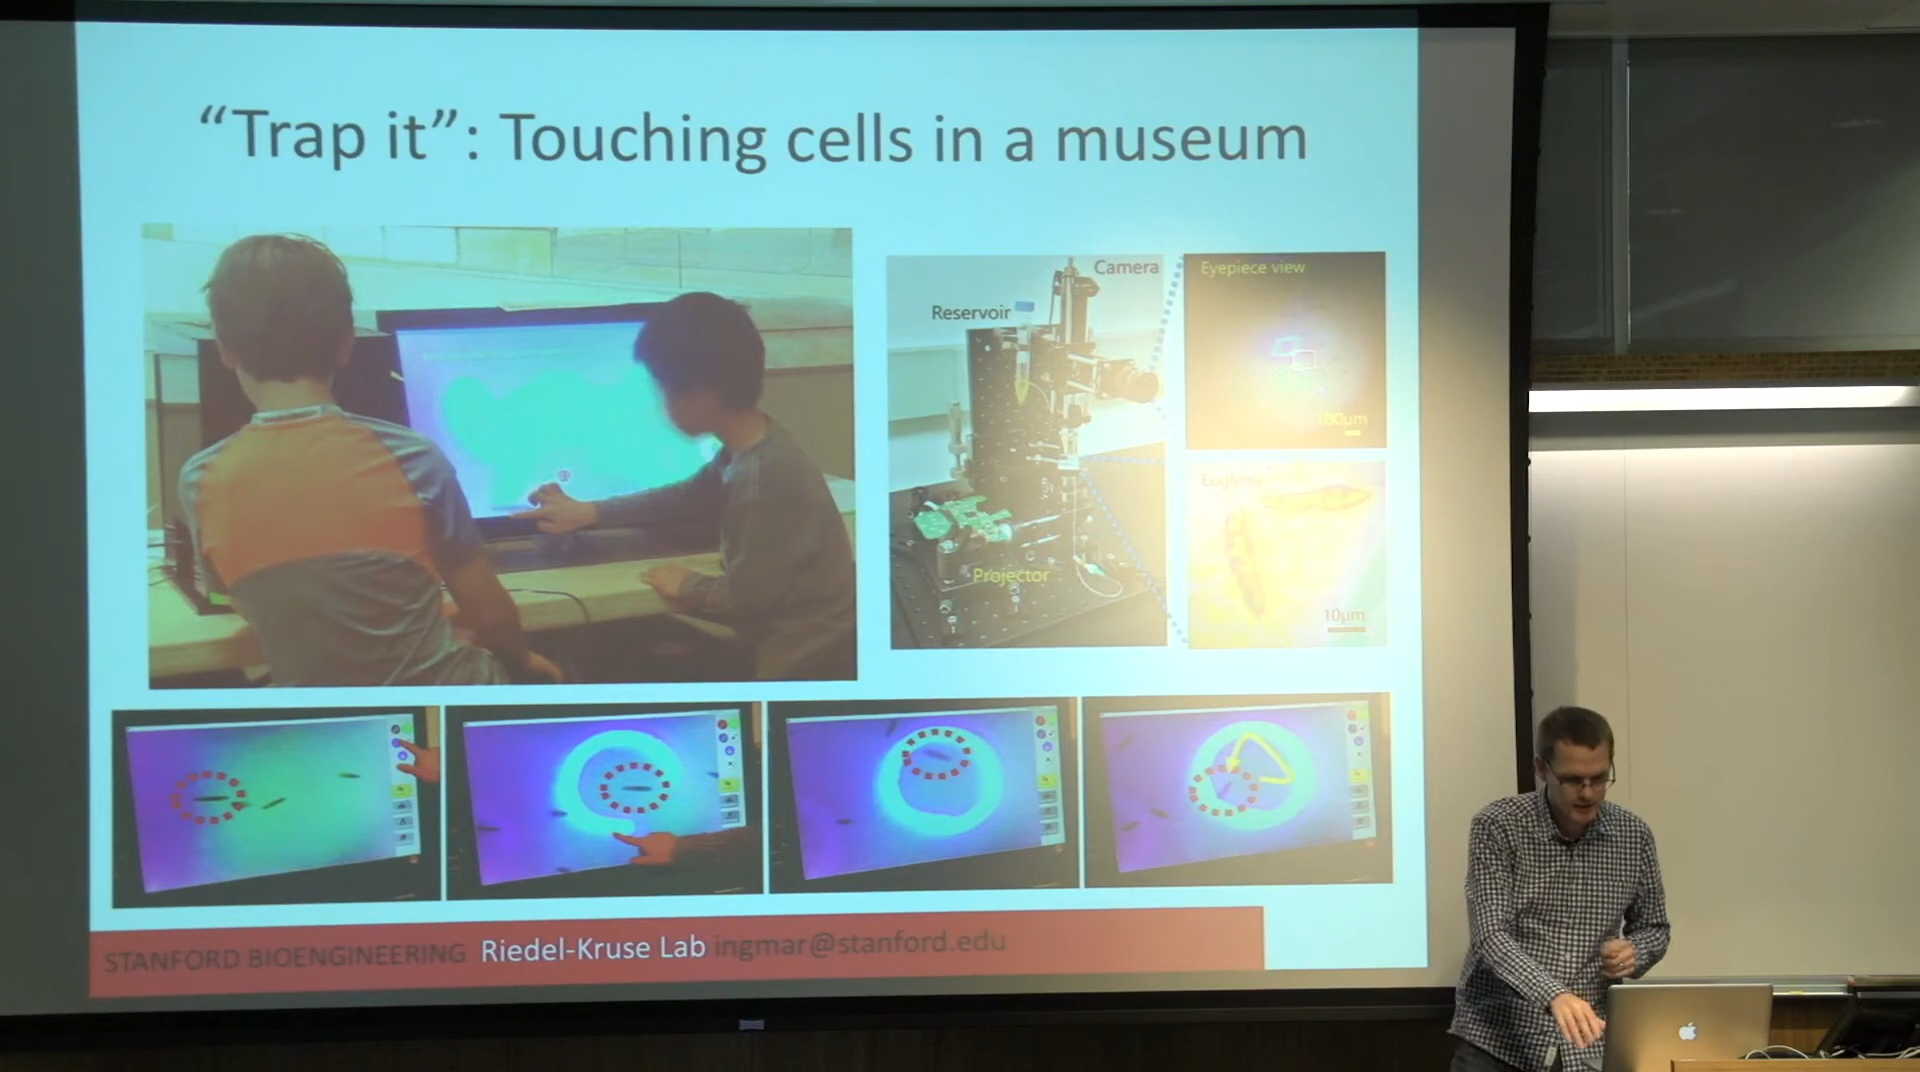 “Trap it”: Touching cells in a museum
Camera
Reservoir
Projector
Eyepiece view
100µm
Euglena
10µm
STANFORD BIOENGINEERING Riedel-Kruse Lab ingmar@stanford.edu